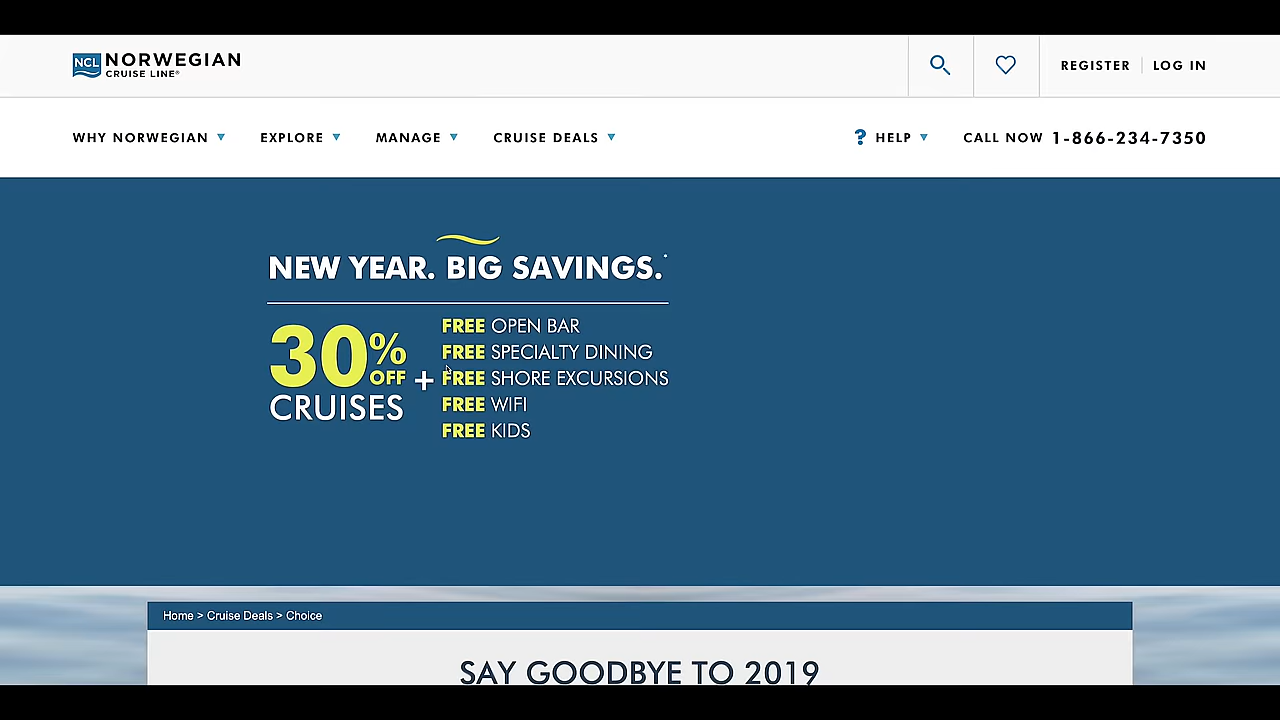 NCL NORWEGIAN
CRUISE LINE®
REGISTER LOG IN
WHY NORWEGIAN EXPLORE MANAGE CRUISE DEALS ? HELP CALL NOW 1-866-234-7350
NEW YEAR. BIG SAVINGS.*
30% OFF
CRUISES
+
FREE OPEN BAR
FREE SPECIALTY DINING
FREE SHORE EXCURSIONS
FREE WIFI
FREE KIDS
Home > Cruise Deals > Choice
SAY GOODBYE TO 2019